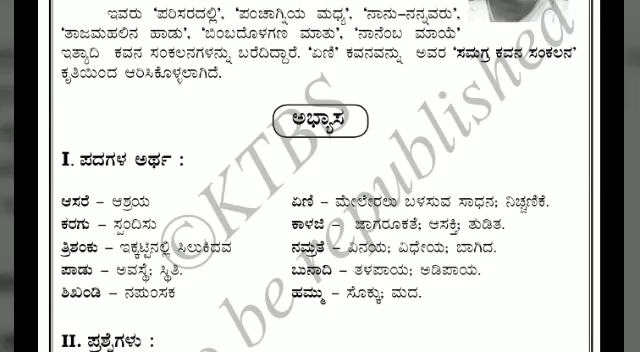 ಇವರು ‘ಪರಿಸರದಲ್ಲಿ’, ‘ಪಂಚಾಗ್ನಿಯ ಮಧ್ಯ’, ‘ನಾನು-ನನ್ನವರು’,
‘ತಾಜಮಹಲಿನ ಹಾಡು’, ‘ಬಿಂಬದೊಳಗಣ ಮಾತು’, ‘ನಾನೆಂಬ ಮಾಯೆ’
ಇತ್ಯಾದಿ ಕವನ ಸಂಕಲನಗಳನ್ನು ಬರೆದಿದ್ದಾರೆ. ‘ಏಣಿ’ ಕವನವನ್ನು ಅವರ ‘ಸಮಗ್ರ ಕವನ ಸಂಕಲನ’
ಕೃತಿಯಿಂದ ಆರಿಸಿಕೊಳ್ಳಲಾಗಿದೆ.
ಅಭ್ಯಾಸ
I. ಪದಗಳ ಅರ್ಥ :
ಆಸರೆ – ಆಶ್ರಯ ಏಣಿ – ಮೇಲೇರಲು ಬಳಸುವ ಸಾಧನ; ನಿಚ್ಚಣಿಕೆ.
ಕರಗು – ಸ್ಪಂದಿಸು ಕಾಳಜಿ – ಜಾಗರೂಕತೆ; ಆಸಕ್ತಿ; ತುಡಿತ.
ತ್ರಿಶಂಕು – ಇಕ್ಕಟ್ಟಿನಲ್ಲಿ ಸಿಲುಕಿದವ ನಮ್ರತೆ – ವಿನಯ; ವಿಧೇಯ; ಬಾಗಿದ.
ಪಾಡು – ಅವಸ್ಥೆ; ಸ್ಥಿತಿ. ಬುನಾದಿ – ತಳಪಾಯ; ಅಡಿಪಾಯ.
ಶಿಖಂಡಿ – ನಪುಂಸಕ ಹಮ್ಮು – ಸೊಕ್ಕು; ಮದ.
II. ಪ್ರಶ್ನೆಗಳು :
©KTBS
to be republished